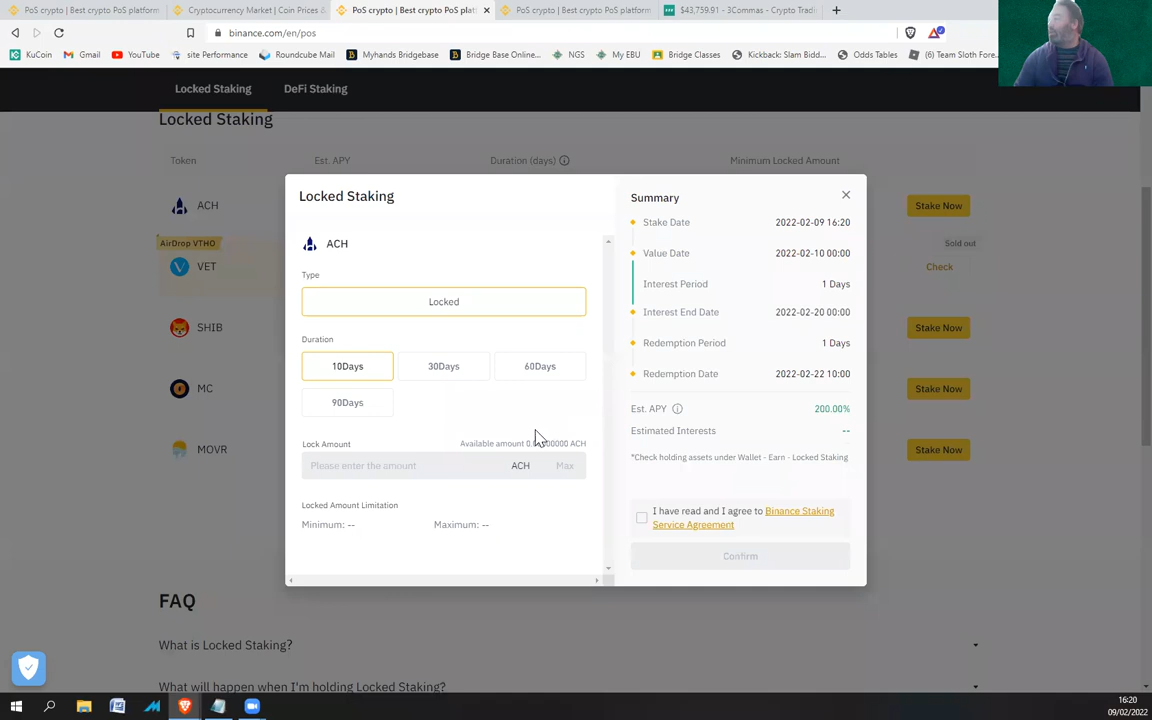 PoS crypto | Best crypto PoS platform
Cryptocurrency Market | Coin Prices &
PoS crypto | Best crypto PoS plat
PoS crypto | Best crypto PoS platform
$43,759.91 - 3Commas - Crypto Tradi
binance.com/en/pos
KuCoin
Gmail
YouTube
site Performance
Roundcube Mail
Myhands Bridgebase
Bridge Base Online...
NGS
My EBU
Bridge Classes
Kickback: Slam Bidd...
Odds Tables
(6) Team Sloth Fore...
Locked Staking
DeFi Staking
Locked Staking
Token
Est. APY
Duration (days)
Minimum Locked Amount
ACH
Stake Now
AirDrop VTHO
VET
Sold out
Check
SHIB
Stake Now
MC
Stake Now
MOVR
Stake Now
Locked Staking
ACH
Type
Locked
Duration
10Days
30Days
60Days
90Days
Lock Amount
Available amount
ACH
Please enter the amount
ACH
Max
Locked Amount Limitation
Minimum: --
Maximum: --
Summary
Stake Date
2022-02-09 16:20
Value Date
2022-02-10 00:00
Interest Period
1 Days
Interest End Date
2022-02-20 00:00
Redemption Period
1 Days
Redemption Date
2022-02-22 10:00
Est. APY
200.00%
Estimated Interests
--
*Check holding assets under Wallet - Earn - Locked Staking
I have read and I agree to Binance Staking
Service Agreement
Confirm
FAQ
What is Locked Staking?
What will happen when I'm holding Locked Staking?
16:20
09/02/2022